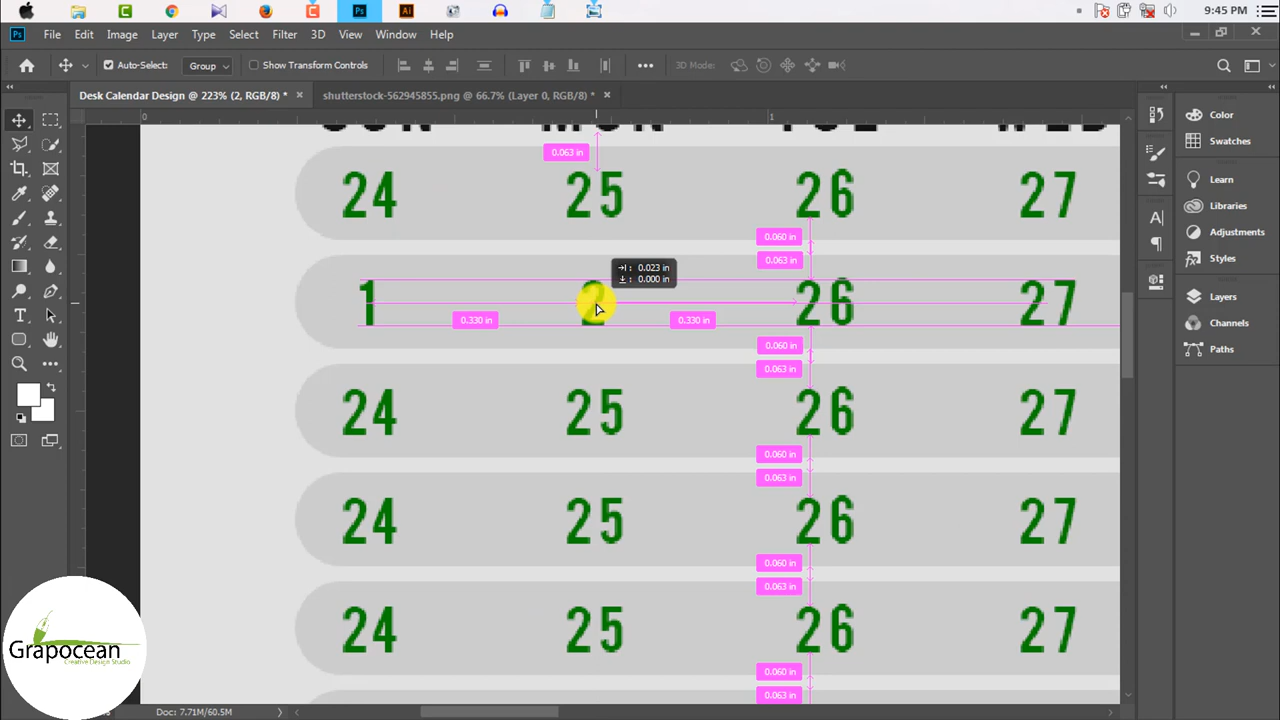 9:45 PM
File Edit Image Layer Type Select Filter 3D View Window Help
Auto-Select: Group Show Transform Controls 3D Mode:
Desk Calendar Design @ 223% (2, RGB/8) * × shutterstock-562945855.png @ 66.7% (Layer 0, RGB/8) * ×
0 1
SUN MON TUE WED
0.063 in
24 25 26 27
0.060 in
0.063 in
0.023 in
0.000 in
1 2 26 27
0.330 in 0.330 in
0.060 in
0.063 in
24 25 26 27
0.060 in
0.063 in
24 25 26 27
0.060 in
0.063 in
24 25 26 27
0.060 in
0.063 in
Color
Swatches
Learn
Libraries
Adjustments
Styles
Layers
Channels
Paths
Grapocean
Creative Design Studio
Doc: 7.71M/60.5M